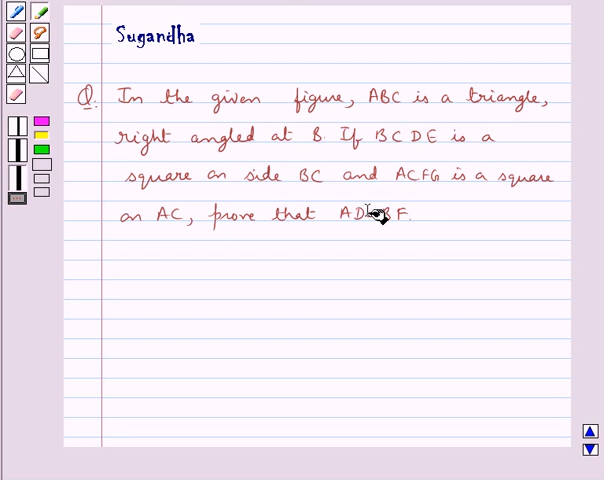 Sugandha
Q. In the given figure, ABC is a triangle,
right angled at B. If BCDE is a
square on side BC and ACFG is a square
on AC, prove that AD BF.